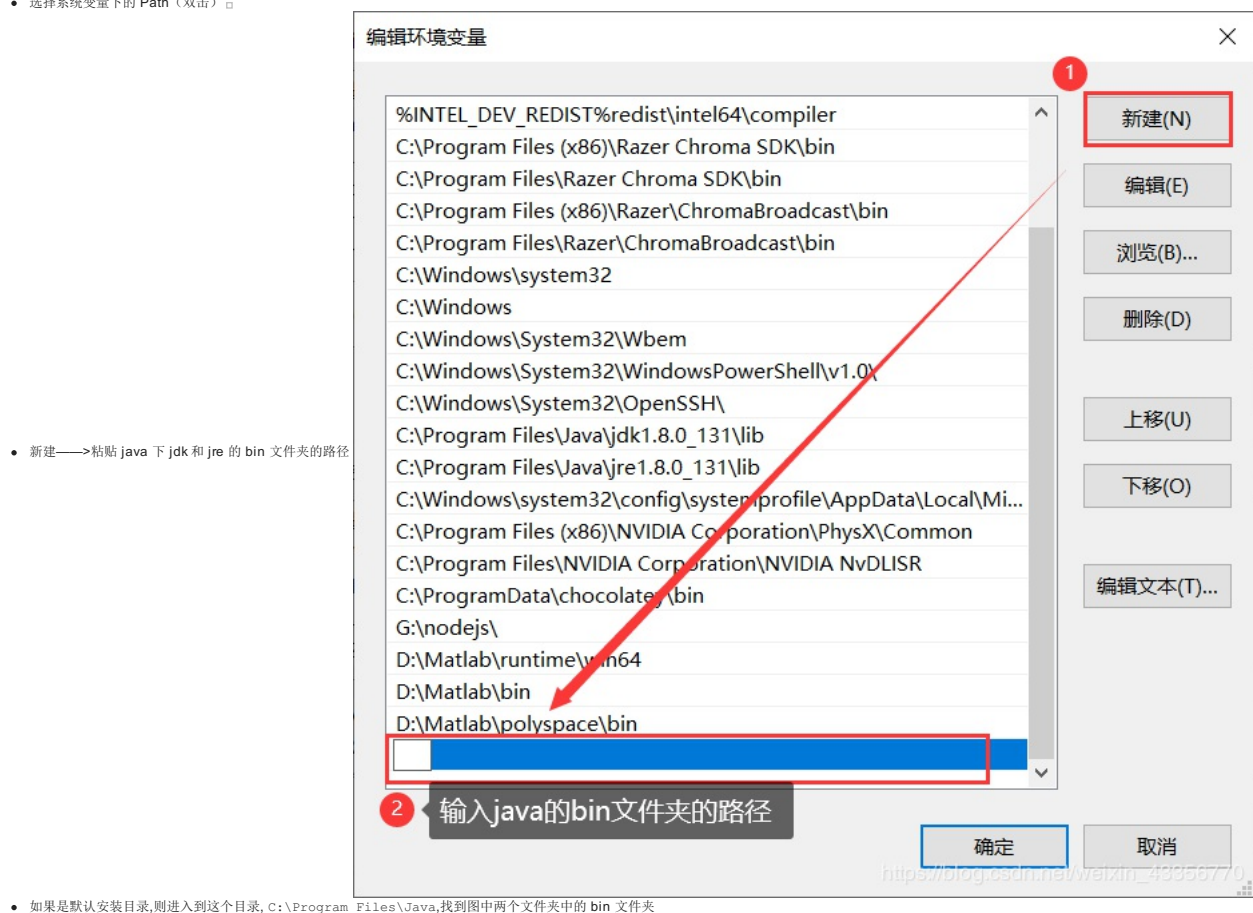 选择系统变量下的 Path（双击）
编辑环境变量
1
%INTEL_DEV_REDIST%redist\intel64\compiler
C:\Program Files (x86)\Razer Chroma SDK\bin
C:\Program Files\Razer Chroma SDK\bin
C:\Program Files (x86)\Razer\ChromaBroadcast\bin
C:\Program Files\Razer\ChromaBroadcast\bin
C:\Windows\system32
C:\Windows
C:\Windows\System32\Wbem
C:\Windows\System32\WindowsPowerShell\v1.0\
C:\Windows\System32\OpenSSH\
C:\Program Files\Java\jdk1.8.0_131\lib
C:\Program Files\Java\jre1.8.0_131\lib
C:\Windows\system32\config\systemprofile\AppData\Local\Mi...
C:\Program Files (x86)\NVIDIA Corporation\PhysX\Common
C:\Program Files\NVIDIA Corporation\NVIDIA NvDLISR
C:\ProgramData\chocolatey\bin
G:\nodejs\
D:\Matlab\runtime\win64
D:\Matlab\bin
D:\Matlab\polyspace\bin
新建(N)
编辑(E)
浏览(B)...
删除(D)
上移(U)
下移(O)
编辑文本(T)...
2
输入java的bin文件夹的路径
确定
取消
https://blog.csdn.net/weixin_43356770
新建——>粘贴 java 下 jdk 和 jre 的 bin 文件夹的路径
如果是默认安装目录,则进入到这个目录, C:\Program Files\Java,找到图中两个文件夹中的 bin 文件夹